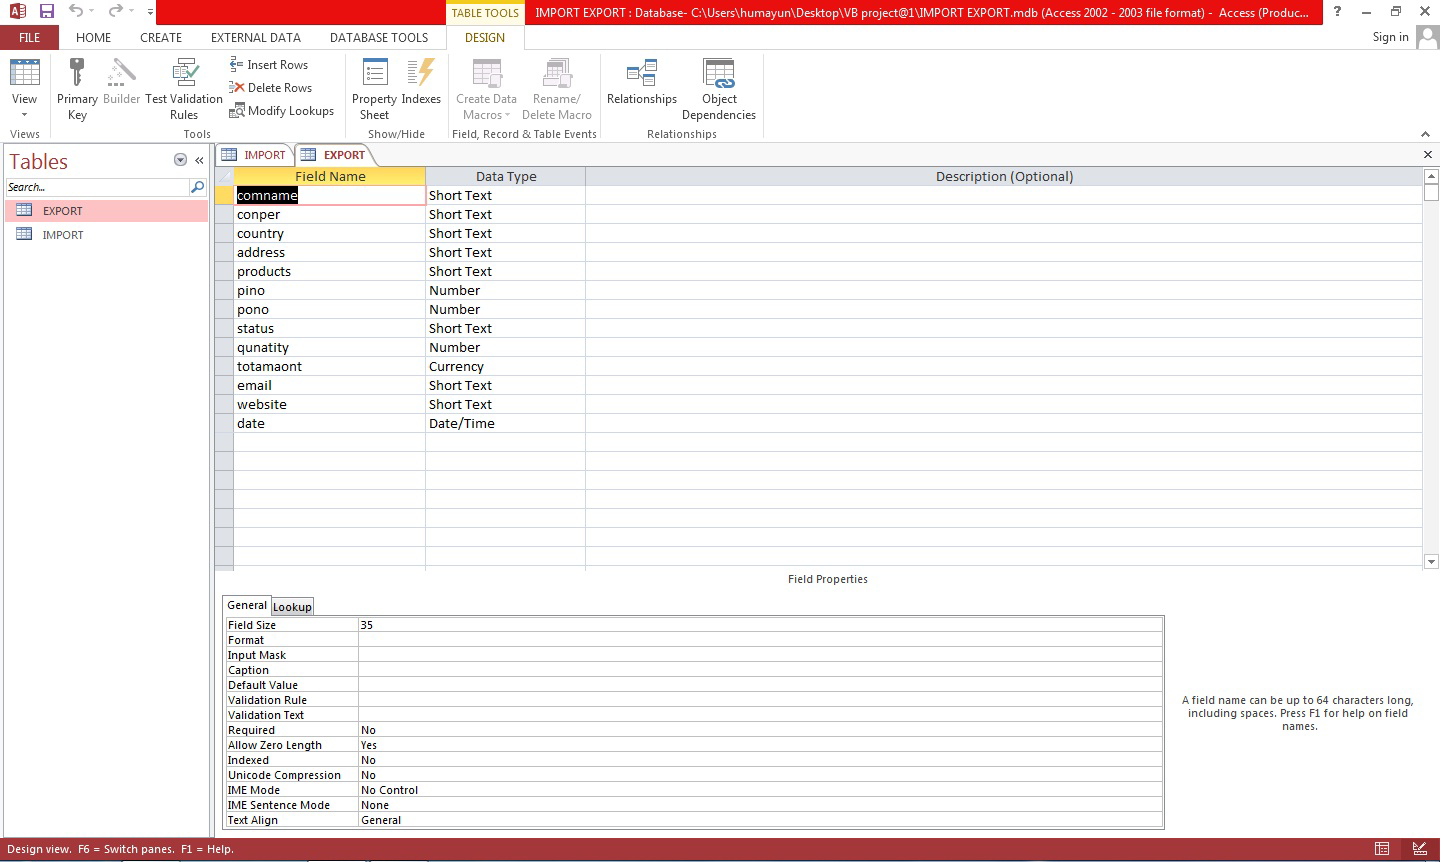 TABLE TOOLS
IMPORT EXPORT : Database- C:\Users\humayun\Desktop\VB project@1\IMPORT EXPORT.mdb (Access 2002 - 2003 file format) - Access (Produc...
FILE HOME CREATE EXTERNAL DATA DATABASE TOOLS DESIGN Sign in
View
Primary Key
Builder
Test Validation Rules
Insert Rows
Delete Rows
Modify Lookups
Property Sheet
Indexes
Create Data Macros
Rename/ Delete Macro
Relationships
Object Dependencies
Views Tools Show/Hide Field, Record & Table Events Relationships
Tables
Search...
EXPORT
IMPORT
IMPORT EXPORT
Field Name Data Type Description (Optional)
comname Short Text
conper Short Text
country Short Text
address Short Text
products Short Text
pino Number
pono Number
status Short Text
qunatity Number
totamaont Currency
email Short Text
website Short Text
date Date/Time
Field Properties
General Lookup
Field Size 35
Format
Input Mask
Caption
Default Value
Validation Rule
Validation Text
Required No
Allow Zero Length Yes
Indexed No
Unicode Compression No
IME Mode No Control
IME Sentence Mode None
Text Align General
A field name can be up to 64 characters long,
including spaces. Press F1 for help on field
names.
Design view. F6 = Switch panes. F1 = Help.